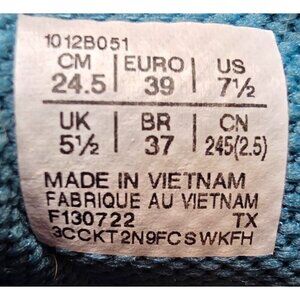 1012B051
CM EURO US
24.5 39 7½
UK BR CN
5½ 37 245(2.5)
MADE IN VIETNAM
FABRIQUE AU VIETNAM
F130722 TX
3CCKT2N9FCSWKFH